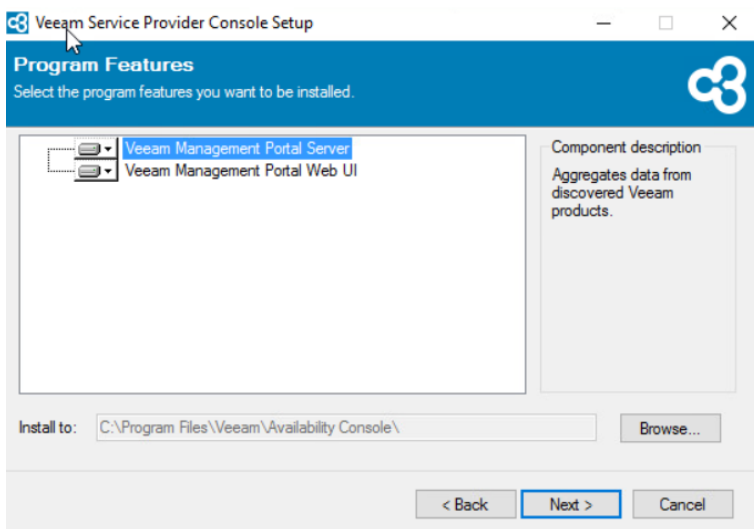 Veeam Service Provider Console Setup
Program Features
Select the program features you want to be installed.
Veeam Management Portal Server
Veeam Management Portal Web UI
Component description
Aggregates data from
discovered Veeam
products.
Install to: C:\Program Files\Veeam\Availability Console\ Browse...
< Back Next > Cancel